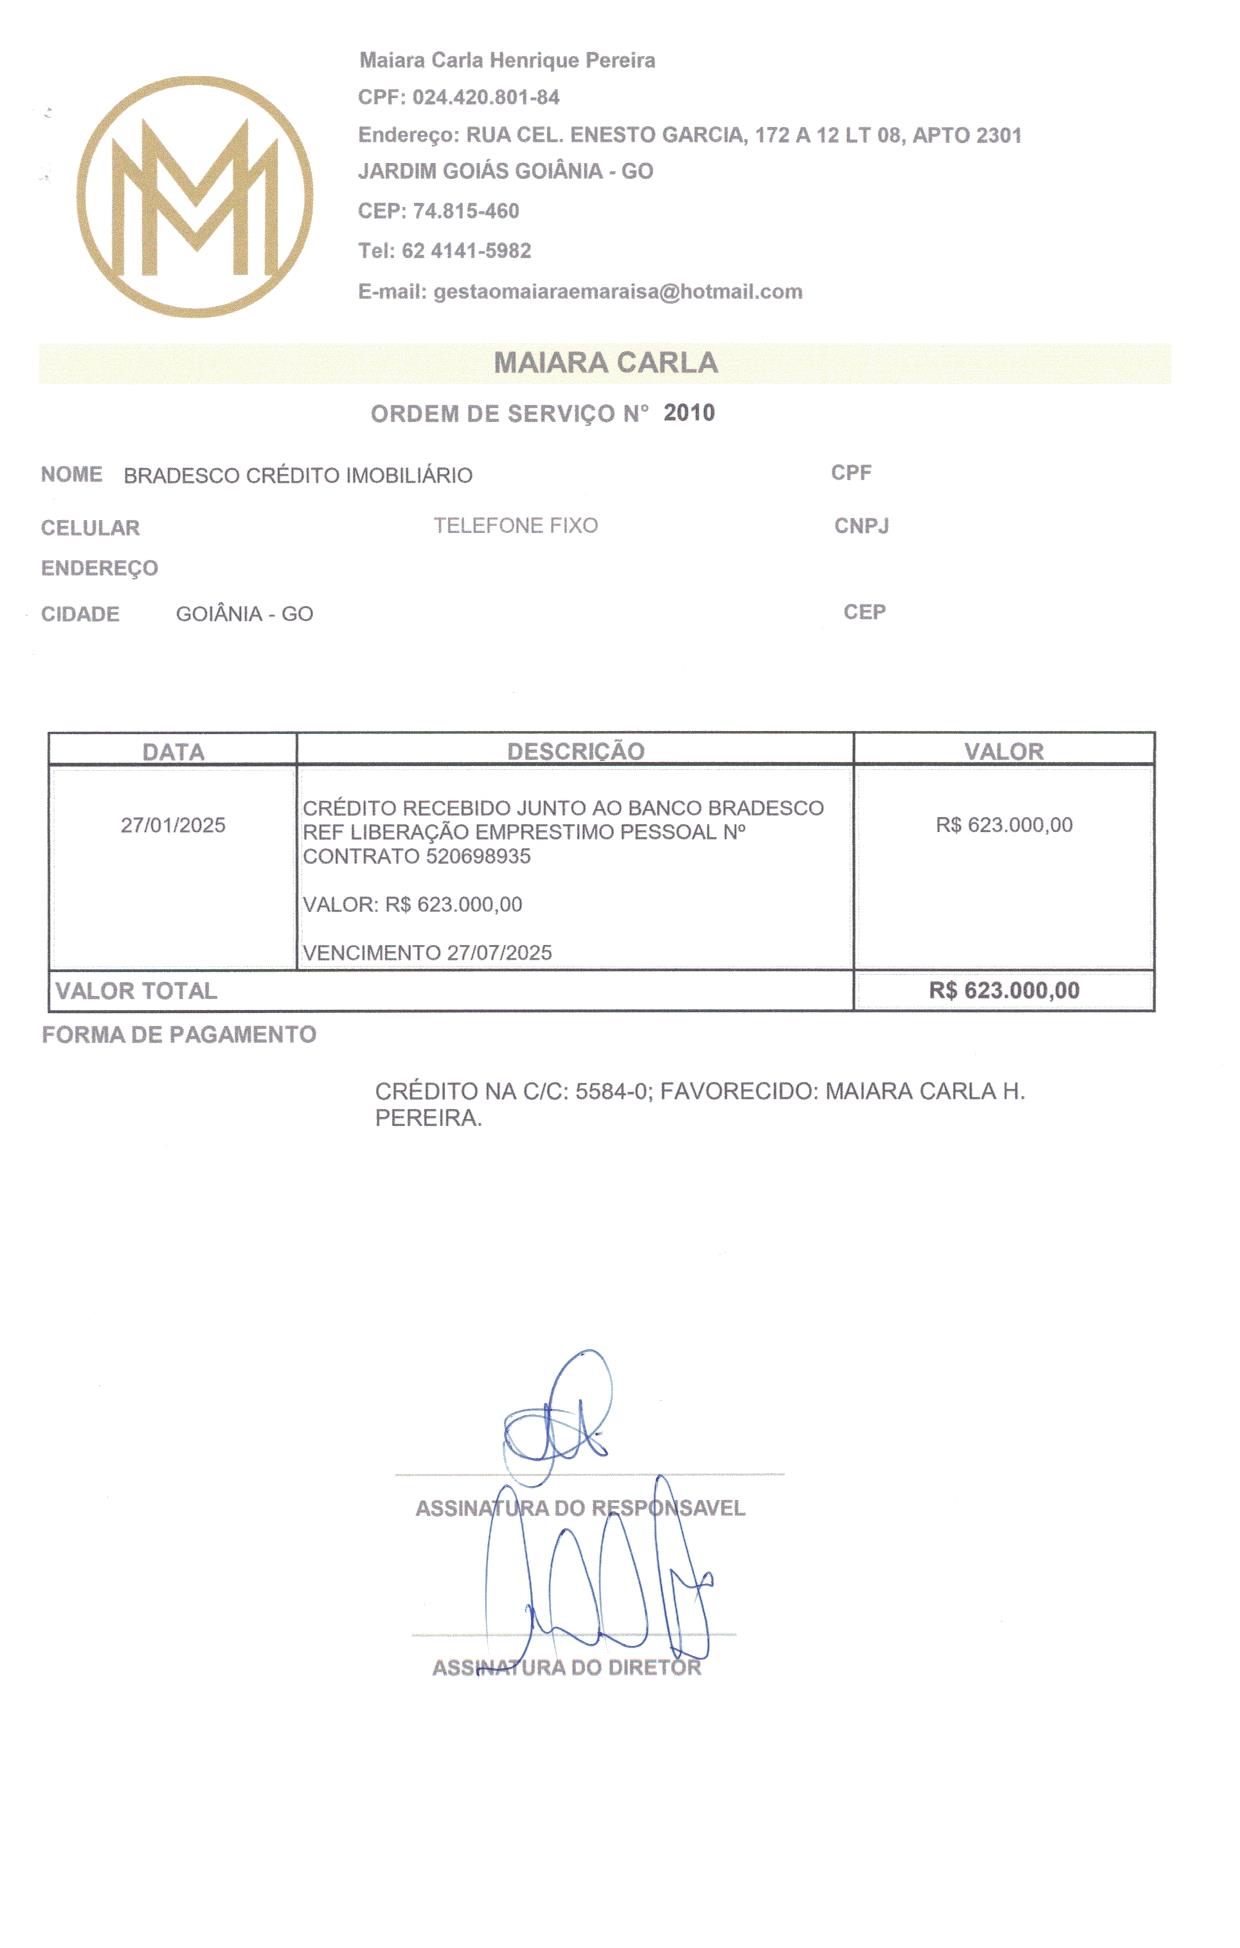 Maiara Carla Henrique Pereira
CPF: 024.420.801-84
Endereço: RUA CEL. ENESTO GARCIA, 172 A 12 LT 08, APTO 2301
JARDIM GOIÁS GOIÂNIA - GO
CEP: 74.815-460
Tel: 62 4141-5982
E-mail: gestaomaiaraemaraisa@hotmail.com
MAIARA CARLA
ORDEM DE SERVIÇO N° 2010
NOME BRADESCO CRÉDITO IMOBILIÁRIO CPF
CELULAR TELEFONE FIXO CNPJ
ENDEREÇO
CIDADE GOIÂNIA - GO CEP
DATA DESCRIÇÃO VALOR
CRÉDITO RECEBIDO JUNTO AO BANCO BRADESCO
27/01/2025 REF LIBERAÇÃO EMPRESTIMO PESSOAL Nº R$ 623.000,00
CONTRATO 520698935
VALOR: R$ 623.000,00
VENCIMENTO 27/07/2025
VALOR TOTAL R$ 623.000,00
FORMA DE PAGAMENTO
CRÉDITO NA C/C: 5584-0; FAVORECIDO: MAIARA CARLA H.
PEREIRA.
ASSINATURA DO RESPONSAVEL
ASSINATURA DO DIRETOR